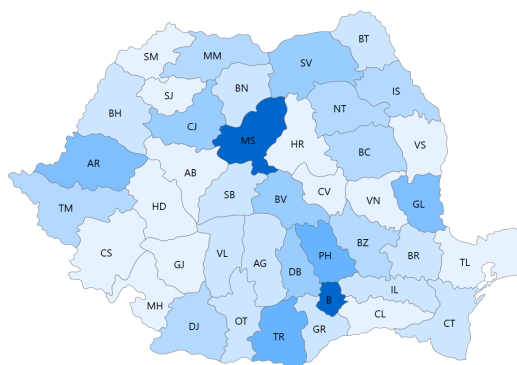 BT
SM
MM
SV
SJ
BN
IS
BH
NT
CJ
MS
HR
VS
AR
BC
AB
SB
BV
CV
VN
GL
TM
HD
CS
GJ
VL
AG
DB
PH
BZ
BR
TL
MH
B
IL
DJ
OT
TR
GR
CL
CT